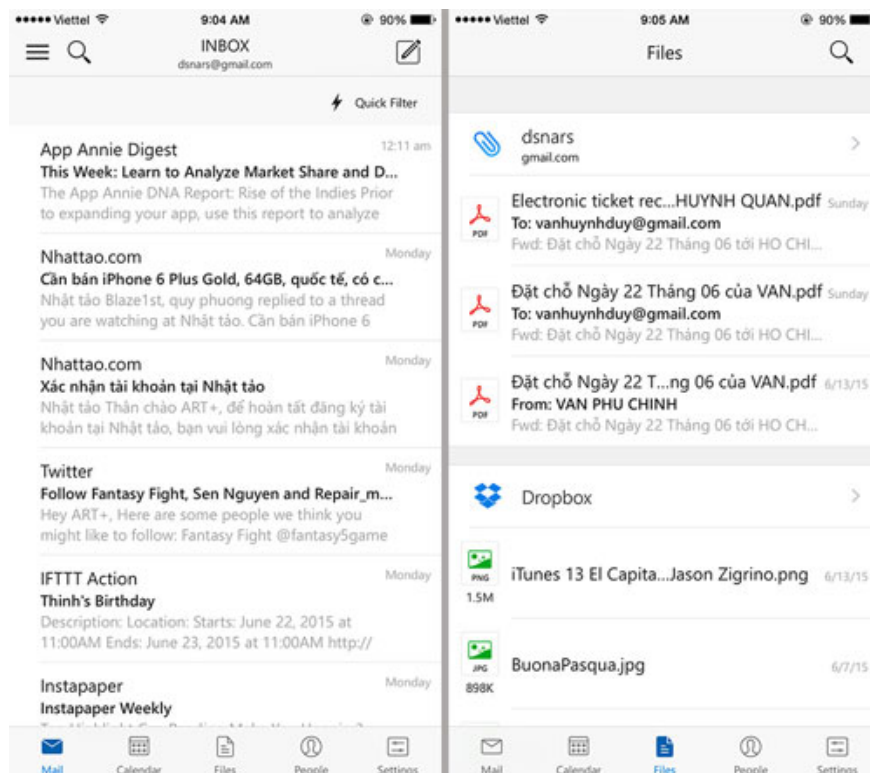 Viettel 9:04 AM 90%
INBOX
dsnars@gmail.com
Quick Filter
App Annie Digest 12:11 am
This Week: Learn to Analyze Market Share and D...
The App Annie DNA Report: Rise of the Indies Prior
to expanding your app, use this report to analyze
Nhattao.com Monday
Cần bán iPhone 6 Plus Gold, 64GB, quốc tế, có c...
Nhật tảo Blaze1st, quy phuong replied to a thread
you are watching at Nhật tảo. Cần bán iPhone 6
Nhattao.com Monday
Xác nhận tài khoản tại Nhật tảo
Nhật tảo Thân chào ART+, để hoàn tất đăng ký tài
khoản tại Nhật tảo, bạn vui lòng xác nhận tài khoản
Twitter Monday
Follow Fantasy Fight, Sen Nguyen and Repair_m...
Hey ART+, Here are some people we think you
might like to follow: Fantasy Fight @fantasy5game
IFTTT Action Monday
Thinh's Birthday
Description: Location: Starts: June 22, 2015 at
11:00AM Ends: June 23, 2015 at 11:00AM http://
Instapaper Monday
Instapaper Weekly
Mail Calendar Files People Settings
Viettel 9:05 AM 90%
Files
dsnars
gmail.com
Electronic ticket rec...HUYNH QUAN.pdf Sunday
PDF To: vanhuynhduy@gmail.com
Fwd: Đặt chỗ Ngày 22 Tháng 06 tới HO CHI...
Đặt chỗ Ngày 22 Tháng 06 của VAN.pdf Sunday
PDF To: vanhuynhduy@gmail.com
Fwd: Đặt chỗ Ngày 22 Tháng 06 tới HO CHI...
Đặt chỗ Ngày 22 T...ng 06 của VAN.pdf 6/13/15
PDF From: VAN PHU CHINH
Fwd: Đặt chỗ Ngày 22 Tháng 06 tới HO CH...
Dropbox
PNG iTunes 13 El Capita...Jason Zigrino.png 6/13/15
1.5M
JPG BuonaPasqua.jpg 6/7/15
898K
Mail Calendar Files People Settings